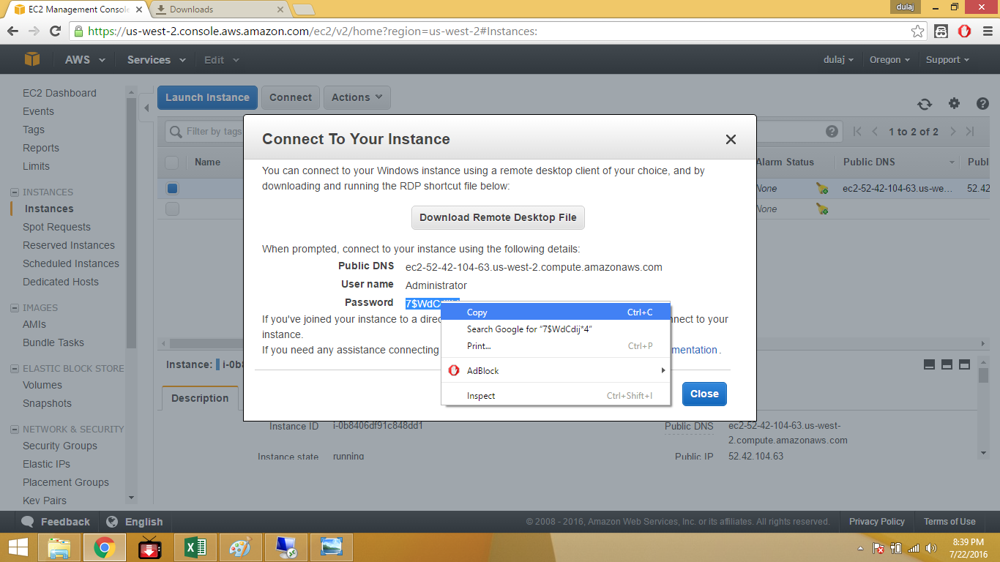 EC2 Management Consol
Downloads
dulaj
https://us-west-2.console.aws.amazon.com/ec2/v2/home?region=us-west-2#Instances:
AWS
Services
Edit
dulaj
Oregon
Support
EC2 Dashboard
Events
Tags
Reports
Limits
INSTANCES
Instances
Spot Requests
Reserved Instances
Scheduled Instances
Dedicated Hosts
IMAGES
AMIs
Bundle Tasks
ELASTIC BLOCK STORE
Volumes
Snapshots
NETWORK & SECURITY
Security Groups
Elastic IPs
Placement Groups
Key Pairs
Launch Instance
Connect
Actions
Filter by tags
1 to 2 of 2
Name
Alarm Status
Public DNS
Publ
None
ec2-52-42-104-63.us-we...
52.42
None
Connect To Your Instance
You can connect to your Windows instance using a remote desktop client of your choice, and by
downloading and running the RDP shortcut file below:
Download Remote Desktop File
When prompted, connect to your instance using the following details:
Public DNS ec2-52-42-104-63.us-west-2.compute.amazonaws.com
User name Administrator
Password 7$WdC
If you've joined your instance to a direc
nnect to your
instance.
If you need any assistance connecting
mentation .
Copy Ctrl+C
Search Google for “7$WdCdij*4”
Print... Ctrl+P
AdBlock
Inspect Ctrl+Shift+I
Close
Instance: i-0b8
Description
Instance ID i-0b8406df91c848dd1
Public DNS ec2-52-42-104-63.us-west-
2.compute.amazonaws.com
Instance state running
Public IP 52.42.104.63
Feedback
English
© 2008 - 2016, Amazon Web Services, Inc. or its affiliates. All rights reserved.
Privacy Policy
Terms of Use
8:39 PM
7/22/2016